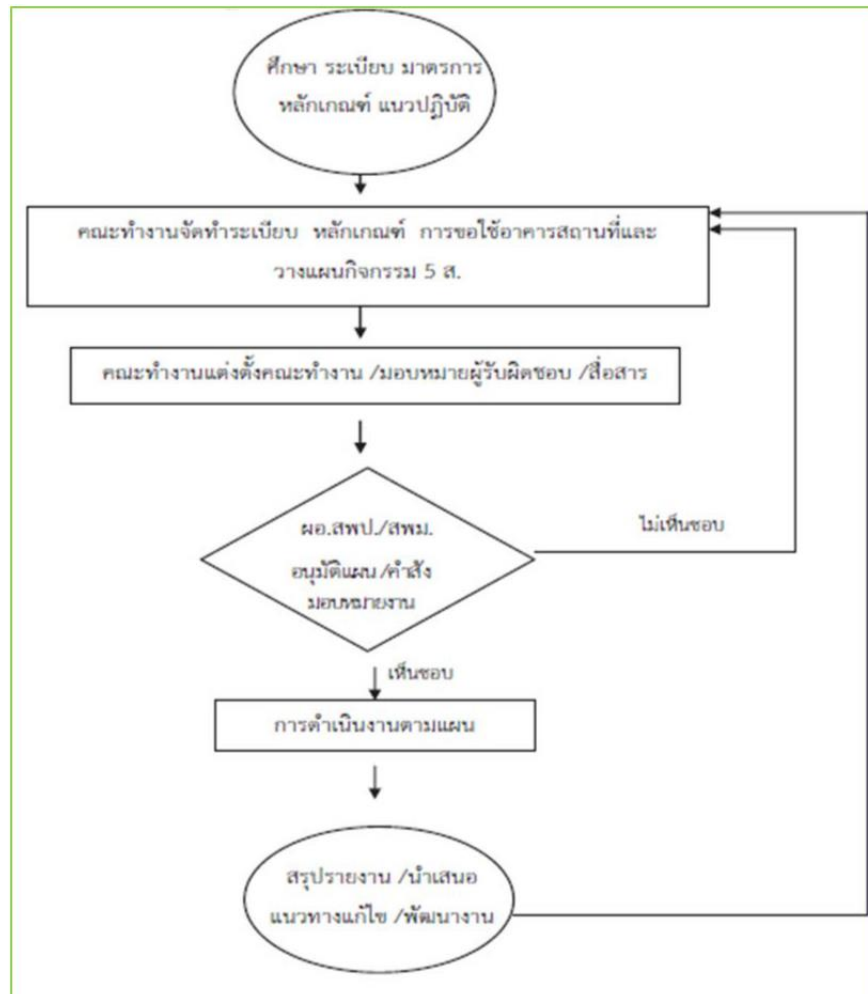 ศึกษา ระเบียบ มาตรการ
หลักเกณฑ์ แนวปฏิบัติ
คณะทำงานจัดทำระเบียบ หลักเกณฑ์ การขอใช้อาคารสถานที่และ
วางแผนกิจกรรม 5 ส.
คณะทำงานแต่งตั้งคณะทำงาน /มอบหมายผู้รับผิดชอบ /สื่อสาร
ผอ.สพป./สพม.
อนุมัติแผน /คำสั่ง
มอบหมายงาน
ไม่เห็นชอบ
เห็นชอบ
การดำเนินงานตามแผน
สรุปรายงาน /นำเสนอ
แนวทางแก้ไข /พัฒนางาน